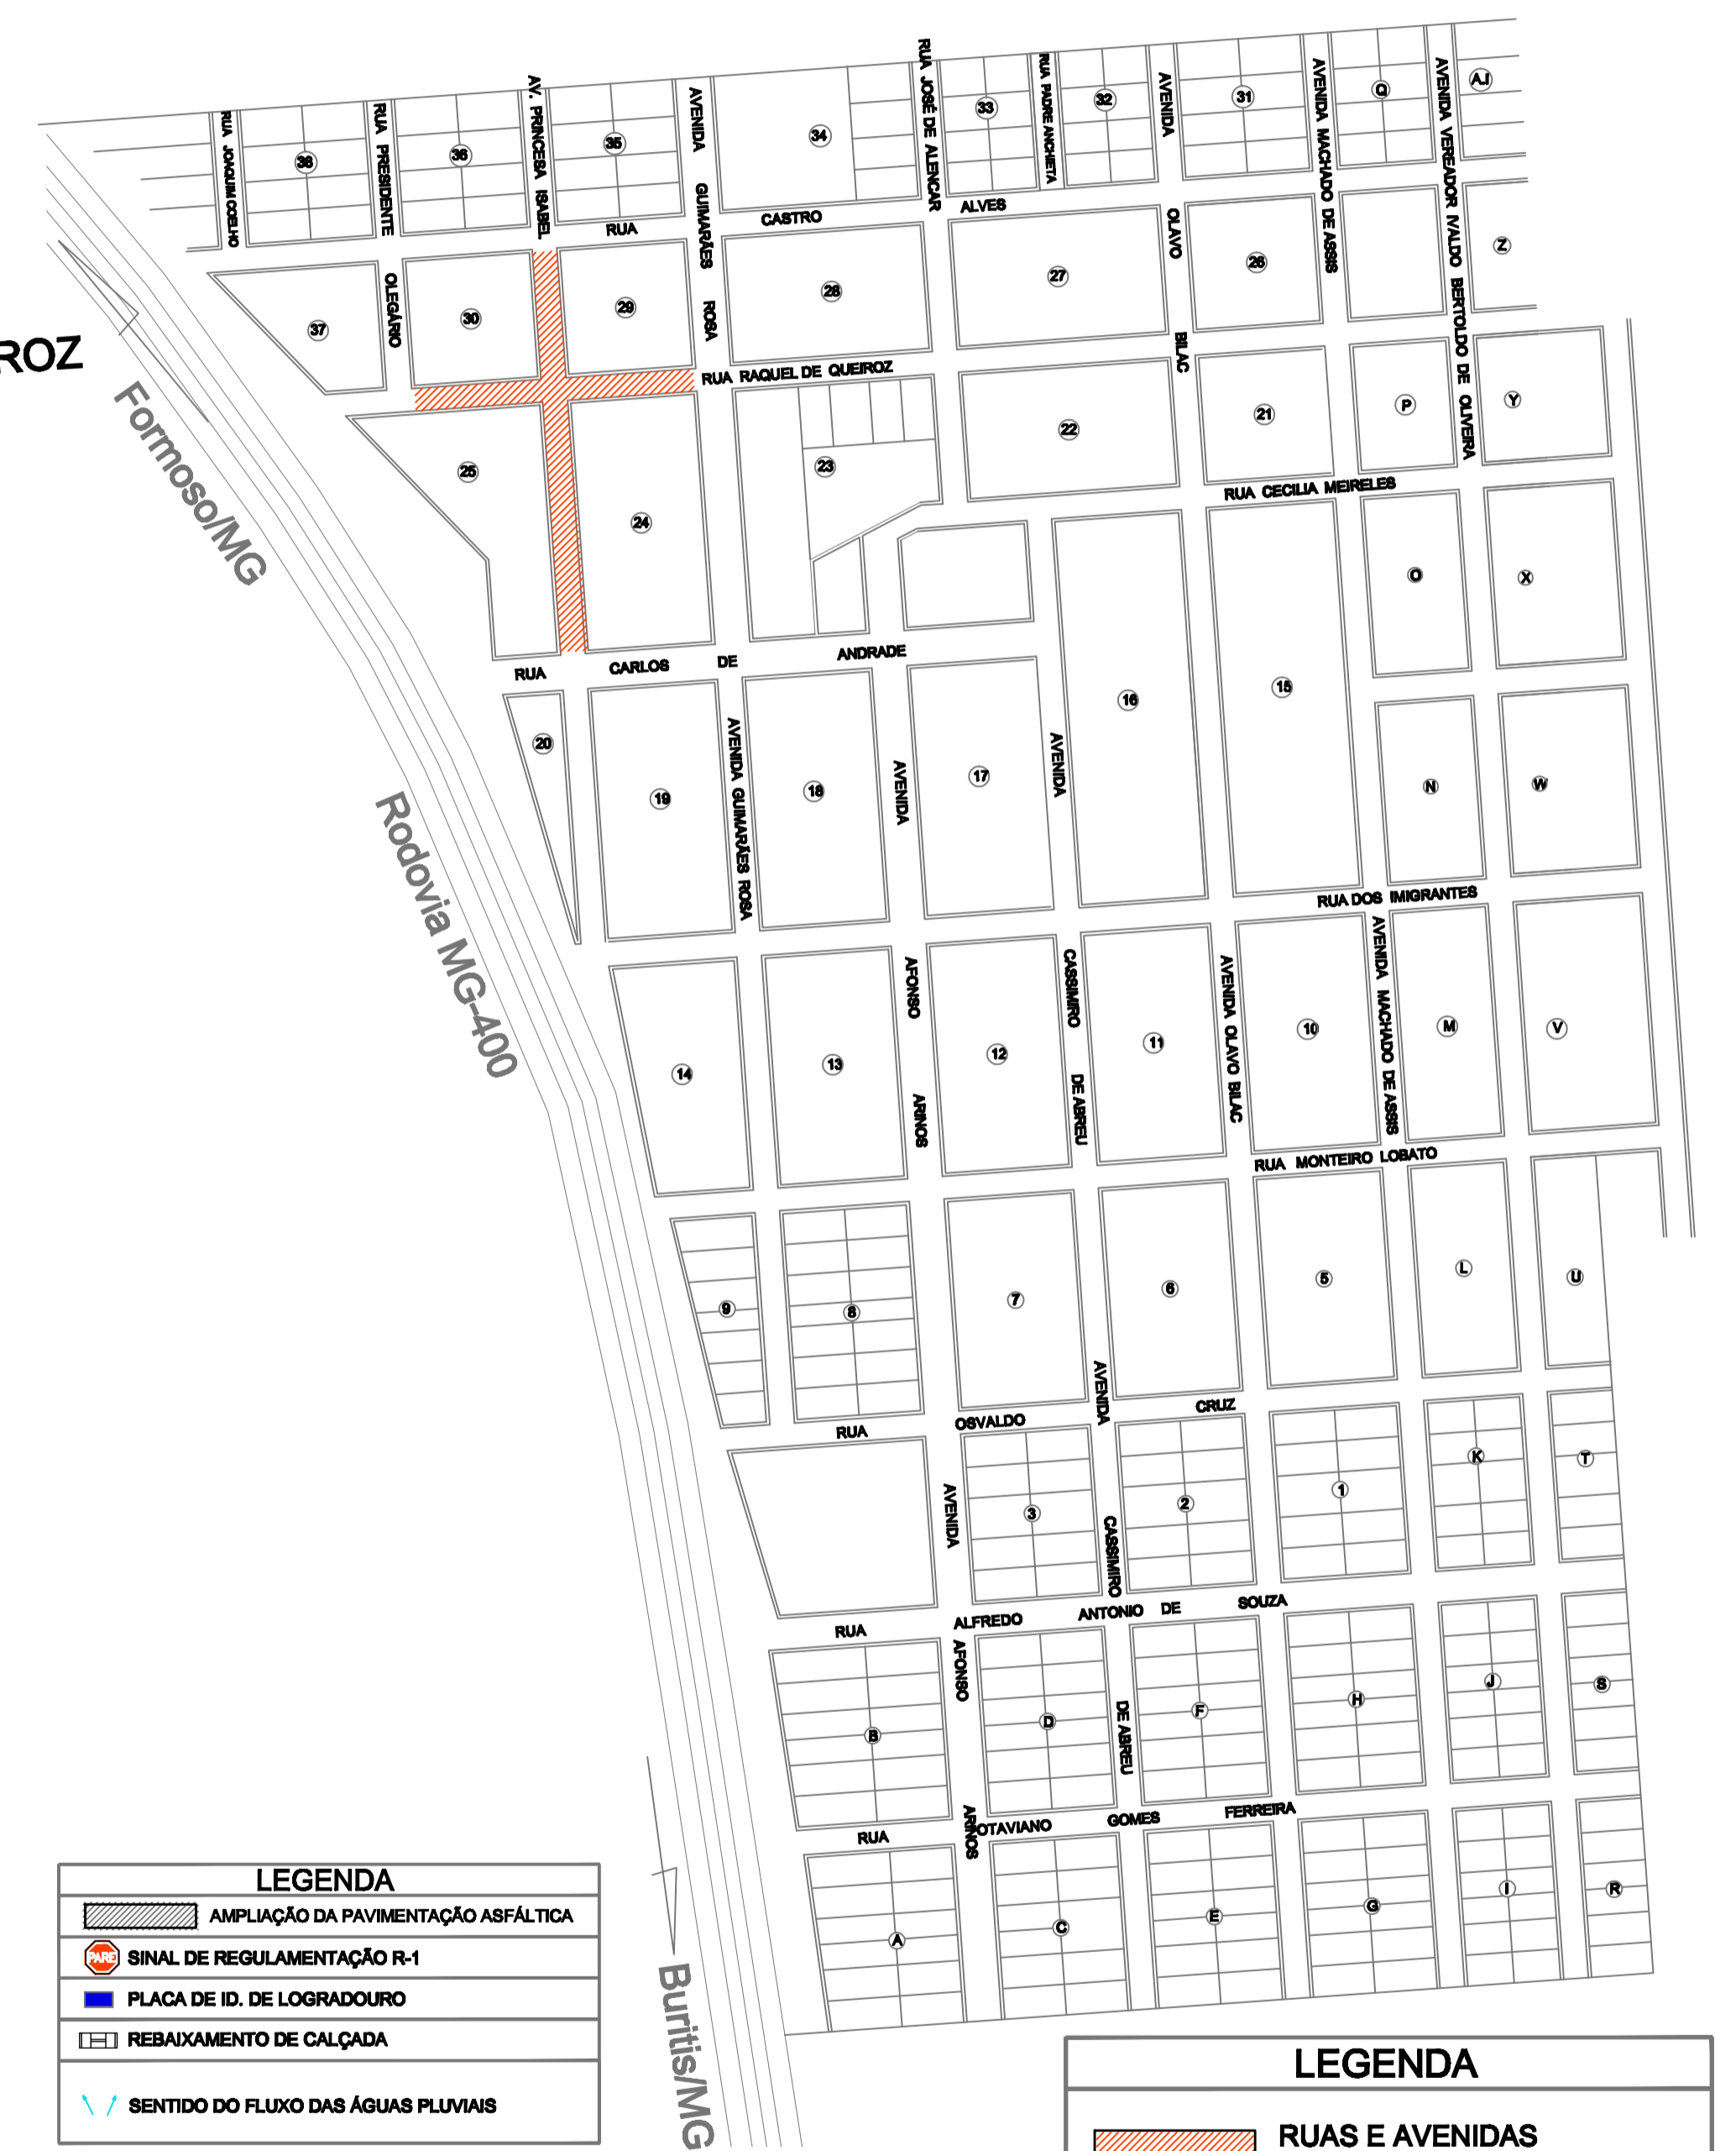 RUA JOAQUIM COELHO
38
RUA PRESIDENTE
OLEGÁRIO
36
AV. PRINCESA ISABEL
35
AVENIDA GUIMARÃES ROSA
34
RUA JOSÉ DE ALENCAR
33
RUA PADRE ANCHIETA
32
AVENIDA
OLAVO
BILAC
31
AVENIDA MACHADO DE ASSIS
Q
AVENIDA VEREADOR IVALDO BERTOLDO DE OLIVEIRA
A.I
RUA CASTRO ALVES
37
30
29
28
27
26
Z
ROZ
RUA RAQUEL DE QUEIROZ
25
24
23
22
21
P
Y
RUA CECILIA MEIRELES
Formoso/MG
O
X
RUA CARLOS DE ANDRADE
20
19
AVENIDA GUIMARÃES ROSA
18
AVENIDA
AFONSO
ARINOS
17
AVENIDA
CASSIMIRO
DE ABREU
16
15
N
W
RUA DOS IMIGRANTES
Rodovia MG-400
14
13
12
11
AVENIDA OLAVO BILAC
10
AVENIDA MACHADO DE ASSIS
M
V
RUA MONTEIRO LOBATO
9
8
7
6
5
L
U
RUA OSVALDO CRUZ
AVENIDA
CASSIMIRO
DE ABREU
AVENIDA
AFONSO
ARINOS
3
2
1
K
T
RUA ALFREDO ANTONIO DE SOUZA
B
D
F
H
J
S
RUA OTAVIANO GOMES FERREIRA
A
C
E
G
I
R
Buritis/MG
LEGENDA
AMPLIAÇÃO DA PAVIMENTAÇÃO ASFÁLTICA
PARE SINAL DE REGULAMENTAÇÃO R-1
PLACA DE ID. DE LOGRADOURO
REBAIXAMENTO DE CALÇADA
SENTIDO DO FLUXO DAS ÁGUAS PLUVIAIS
LEGENDA
RUAS E AVENIDAS